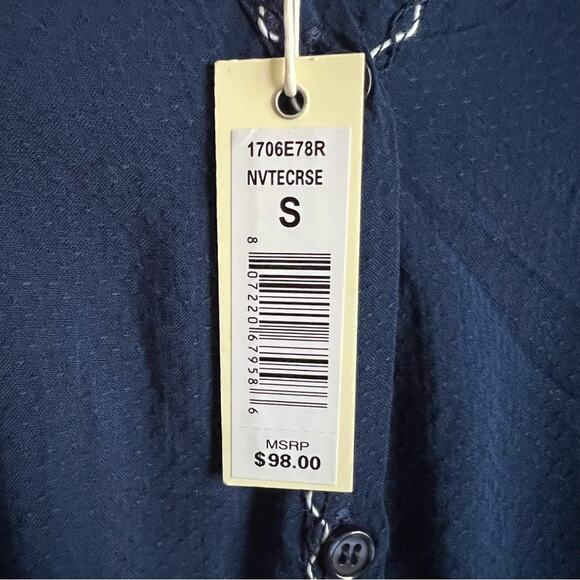 1706E78R
NVTECRSE
S
8 07220 67958 6
MSRP
$98.00